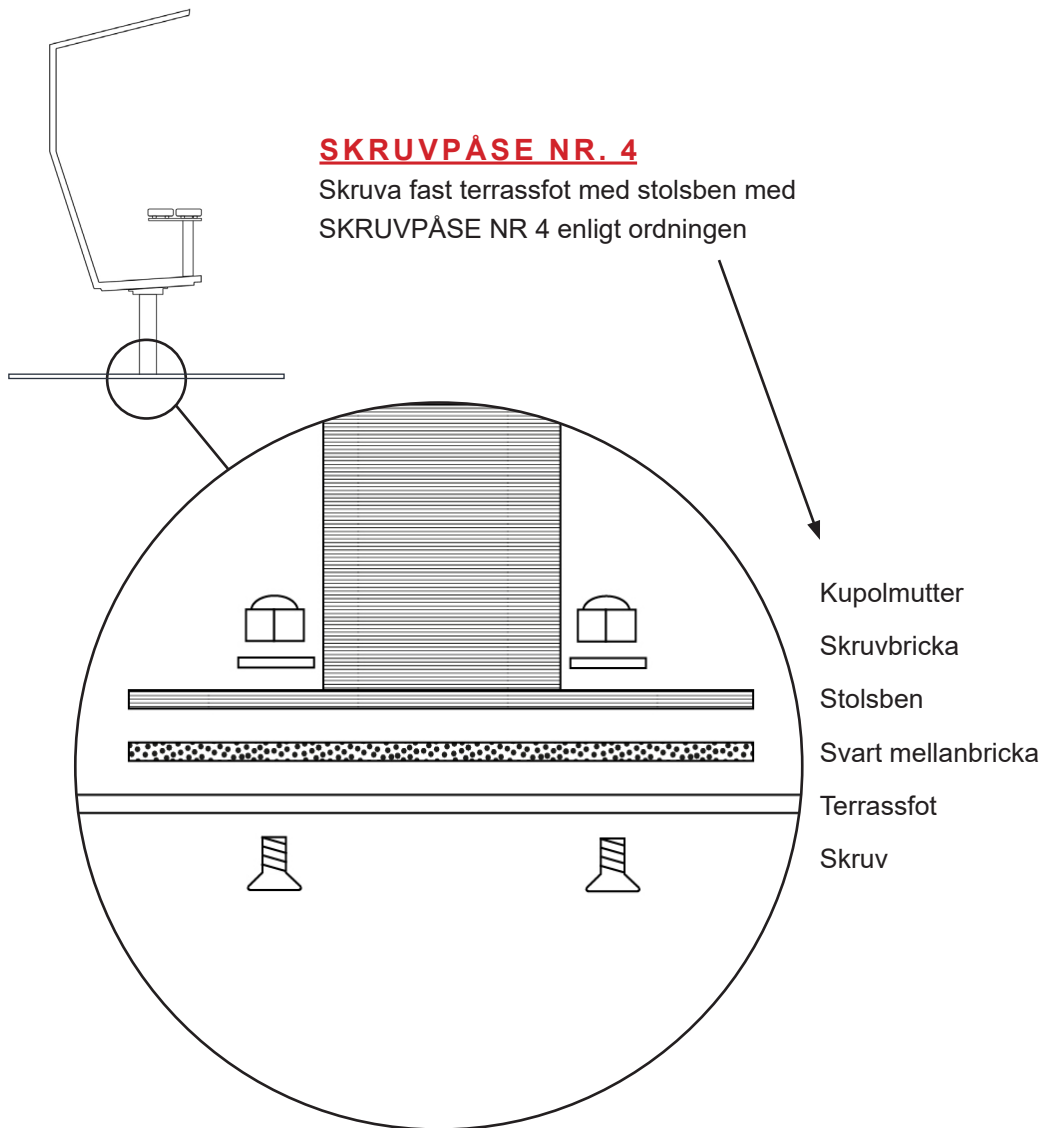 SKRUVPÅSE NR. 4
Skruva fast terrassfot med stolsben med
SKRUVPÅSE NR 4 enligt ordningen
Kupolmutter
Skruvbricka
Stolsben
Svart mellanbricka
Terrassfot
Skruv